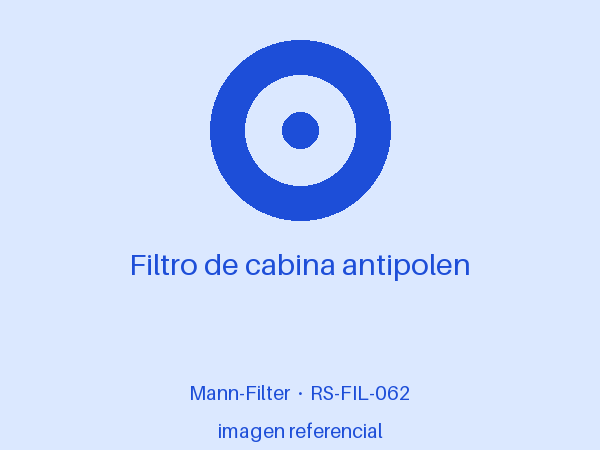 Filtro de cabina antipolen
Mann-Filter · RS-FIL-062
imagen referencial